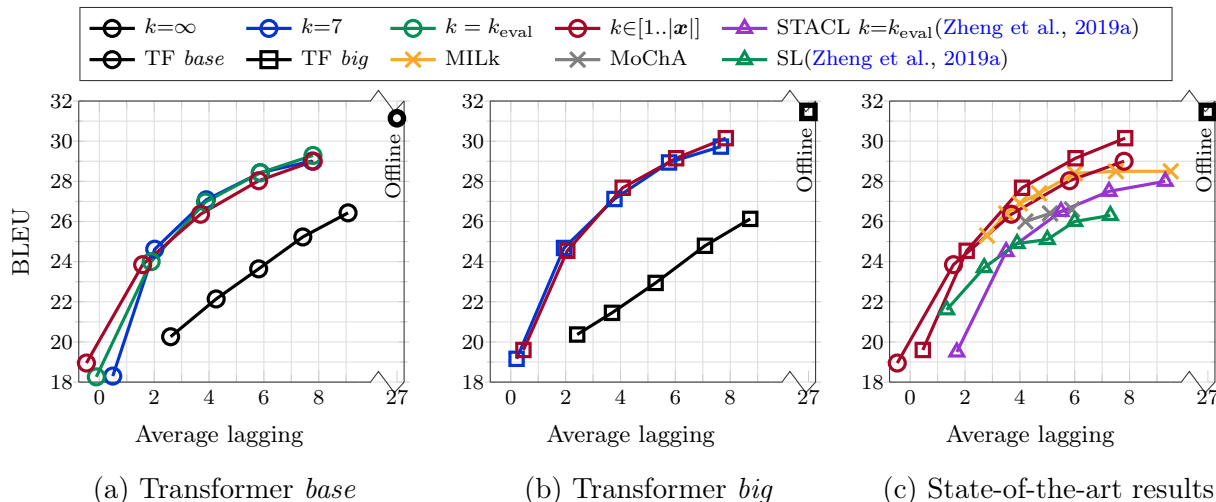 k=∞ k=7 k = k_eval k∈[1..|x|] STACL k=k_eval(Zheng et al., 2019a)
TF base TF big MILk MoChA SL(Zheng et al., 2019a)
BLEU
32
30
28
26
24
22
20
18
0 2 4 6 8 27
Offline
Average lagging
(a) Transformer base
32
30
28
26
24
22
20
18
0 2 4 6 8 27
Offline
Average lagging
(b) Transformer big
32
30
28
26
24
22
20
18
0 2 4 6 8 27
Offline
Average lagging
(c) State-of-the-art results